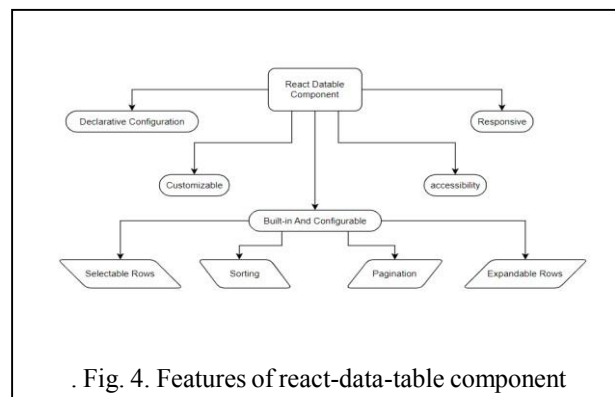 React Datable
Component
Declarative Configuration
Responsive
Customizable
accessibility
Built-in And Configurable
Selectable Rows
Sorting
Pagination
Expandable Rows
. Fig. 4. Features of react-data-table component